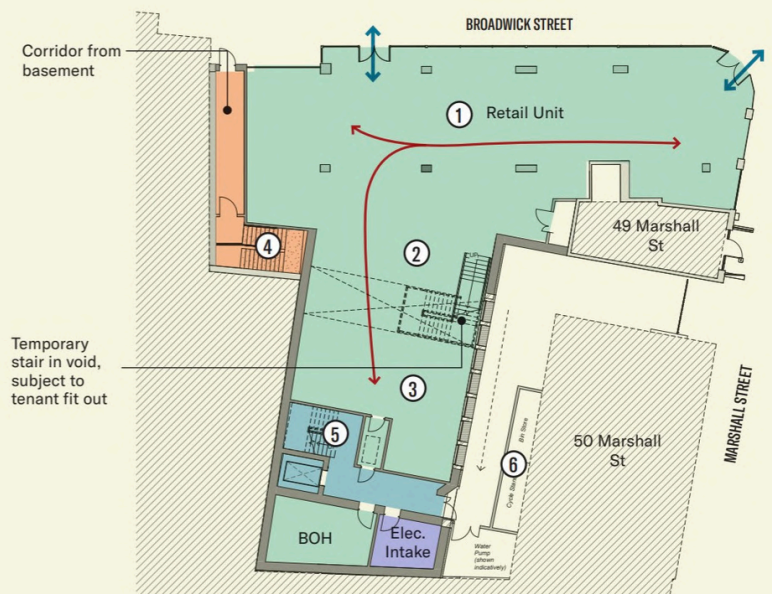 BROADWICK STREET
Corridor from
basement
1
Retail Unit
49 Marshall
St
4
2
UP
Temporary
stair in void,
subject to
tenant fit out
3
MARSHALL STREET
5
Bin Store
50 Marshall
St
6
Cycle Store
BOH
Elec.
Intake
Water
Pump
(shown
indicatively)